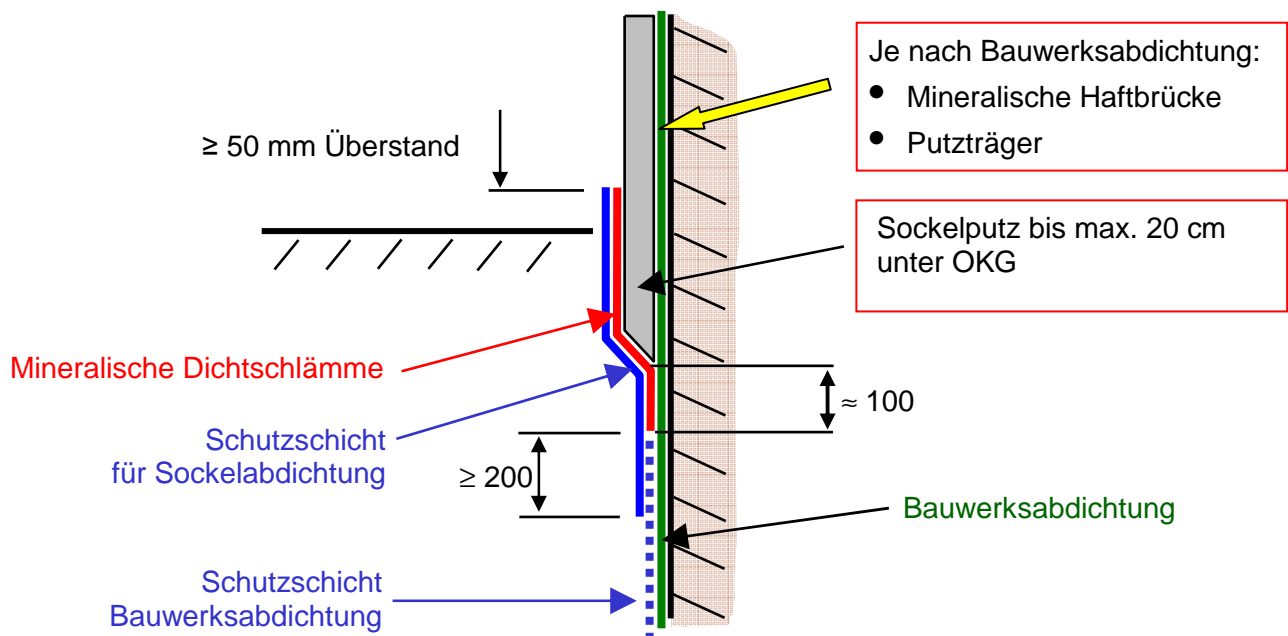 Je nach Bauwerksabdichtung:
• Mineralische Haftbrücke
• Putzträger
≥ 50 mm Überstand
Sockelputz bis max. 20 cm
unter OKG
Mineralische Dichtschlämme
≈ 100
Schutzschicht
für Sockelabdichtung
≥ 200
Bauwerksabdichtung
Schutzschicht
Bauwerksabdichtung